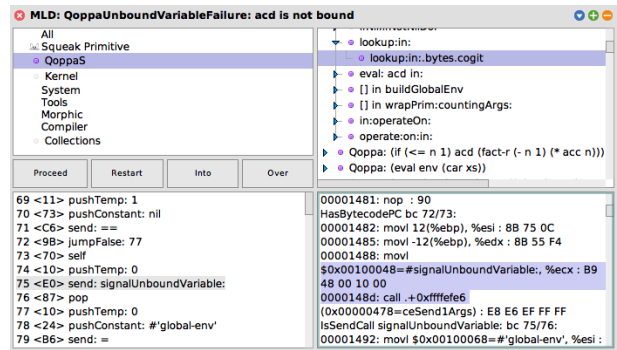 MLD: QoppaUnboundVariableFailure: acd is not bound
All
Squeak Primitive
QoppaS
Kernel
System
Tools
Morphic
Compiler
Collections
lookup:in:
lookup:in:.bytes.cogit
eval: acd in:
[] in buildGlobalEnv
[] in wrapPrim:countingArgs:
in:operateOn:
operate:on:in:
Qoppa: (if (<= n 1) acd (fact-r (- n 1) (* acc n)))
Qoppa: (eval env (car xs))
Proceed Restart Into Over
69 <11> pushTemp: 1
70 <73> pushConstant: nil
71 <C6> send: ==
72 <9B> jumpFalse: 77
73 <70> self
74 <10> pushTemp: 0
75 <E0> send: signalUnboundVariable:
76 <87> pop
77 <10> pushTemp: 0
78 <24> pushConstant: #'global-env'
79 <B6> send: =
00001481: nop : 90
HasBytecodePC bc 72/73:
00001482: movl 12(%ebp), %esi : 8B 75 0C
00001485: movl -12(%ebp), %edx : 8B 55 F4
00001488: movl
$0x00100048=#signalUnboundVariable:, %ecx : B9
48 00 10 00
0000148d: call .+0xffffefe6
(0x00000478=ceSend1Args) : E8 E6 EF FF FF
IsSendCall signalUnboundVariable: bc 75/76:
00001492: movl $0x00100068=#'global-env', %esi :